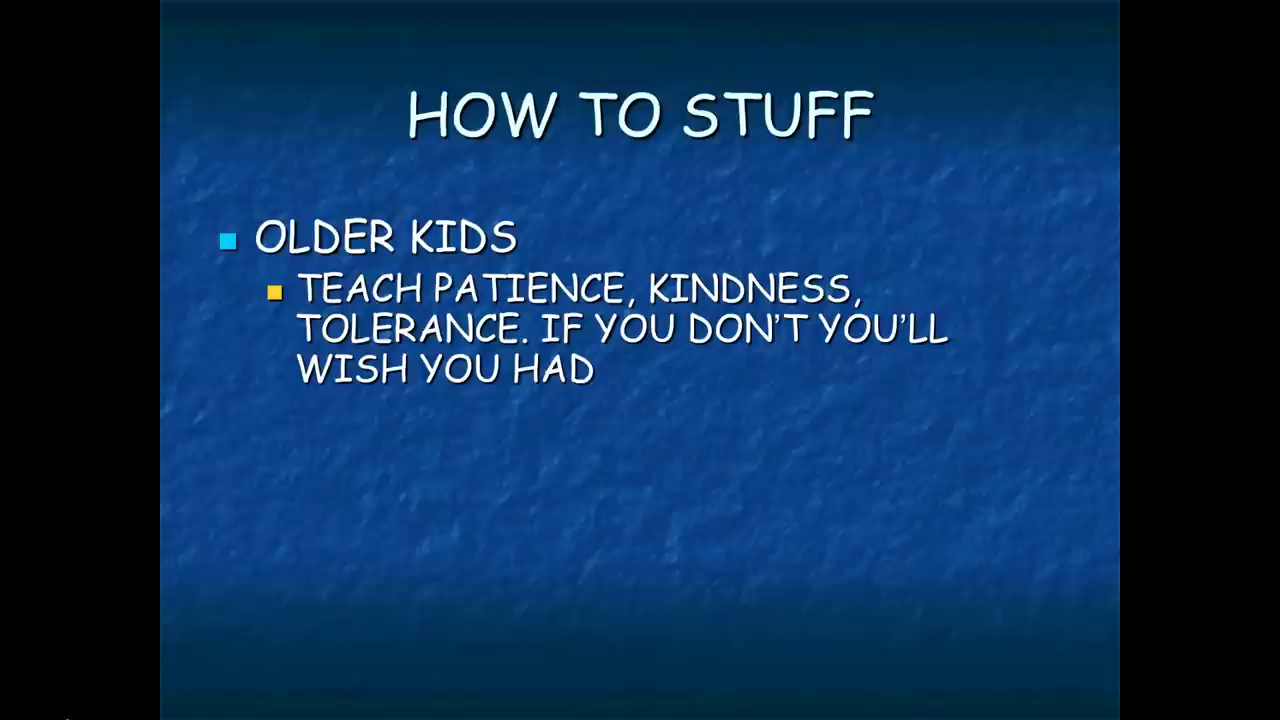 HOW TO STUFF
OLDER KIDS
TEACH PATIENCE, KINDNESS,
TOLERANCE. IF YOU DON’T YOU’LL
WISH YOU HAD